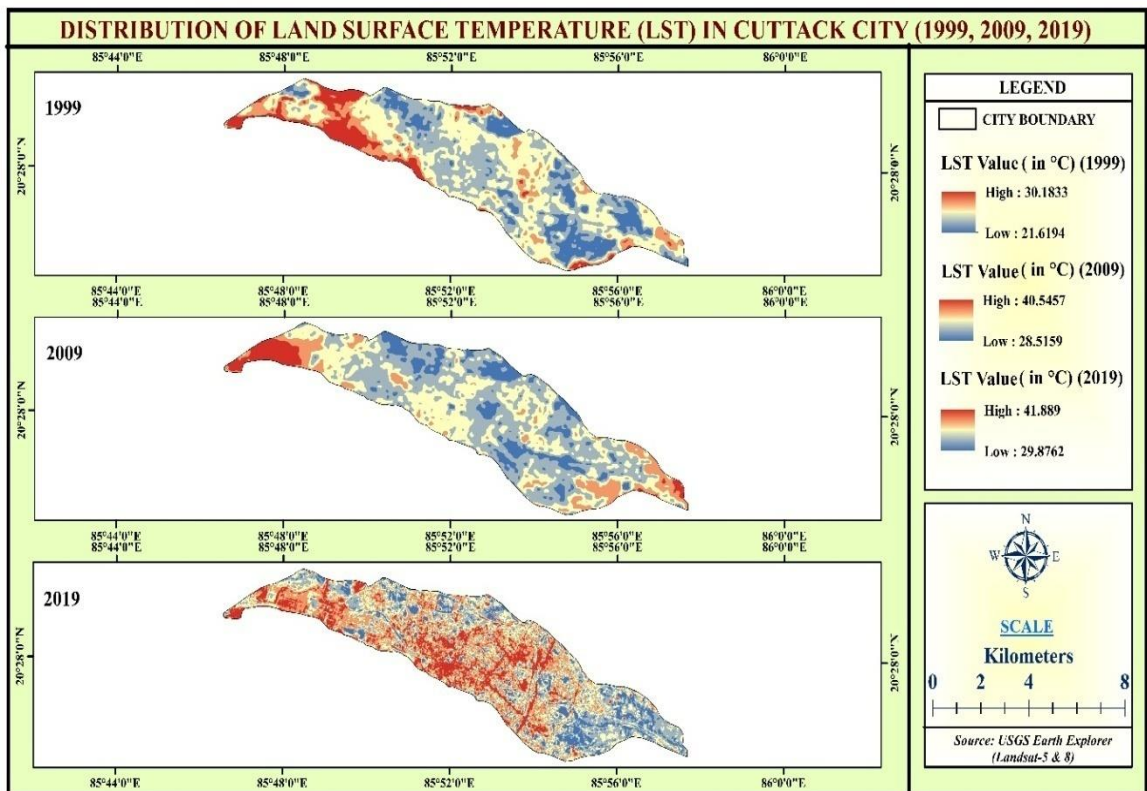 DISTRIBUTION OF LAND SURFACE TEMPERATURE (LST) IN CUTTACK CITY (1999, 2009, 2019)
85°44'0"E 85°48'0"E 85°52'0"E 85°56'0"E 86°0'0"E
1999
20°28'0"N
20°28'0"N
85°44'0"E 85°48'0"E 85°52'0"E 85°56'0"E 86°0'0"E
85°44'0"E 85°48'0"E 85°52'0"E 85°56'0"E 86°0'0"E
2009
20°28'0"N
20°28'0"N
85°44'0"E 85°48'0"E 85°52'0"E 85°56'0"E 86°0'0"E
85°44'0"E 85°48'0"E 85°52'0"E 85°56'0"E 86°0'0"E
2019
20°28'0"N
20°28'0"N
85°44'0"E 85°48'0"E 85°52'0"E 85°56'0"E 86°0'0"E
LEGEND
CITY BOUNDARY
LST Value ( in °C) (1999)
High : 30.1833
Low : 21.6194
LST Value ( in °C) (2009)
High : 40.5457
Low : 28.5159
LST Value ( in °C) (2019)
High : 41.889
Low : 29.8762
N
W E
S
SCALE
Kilometers
0 2 4 8
Source: USGS Earth Explorer
(Landsat-5 & 8)